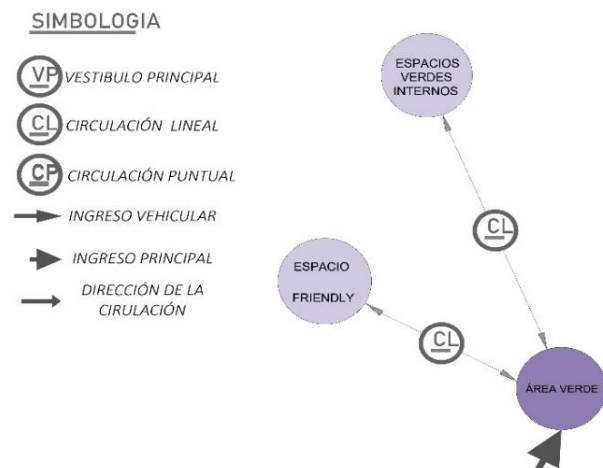 SIMBOLOGIA
VP VESTIBULO PRINCIPAL
CL CIRCULACIÓN LINEAL
CP CIRCULACIÓN PUNTUAL
INGRESO VEHICULAR
INGRESO PRINCIPAL
DIRECCIÓN DE LA
CIRULACIÓN
ESPACIOS
VERDES
INTERNOS
CL
ESPACIO
FRIENDLY
CL
ÁREA VERDE